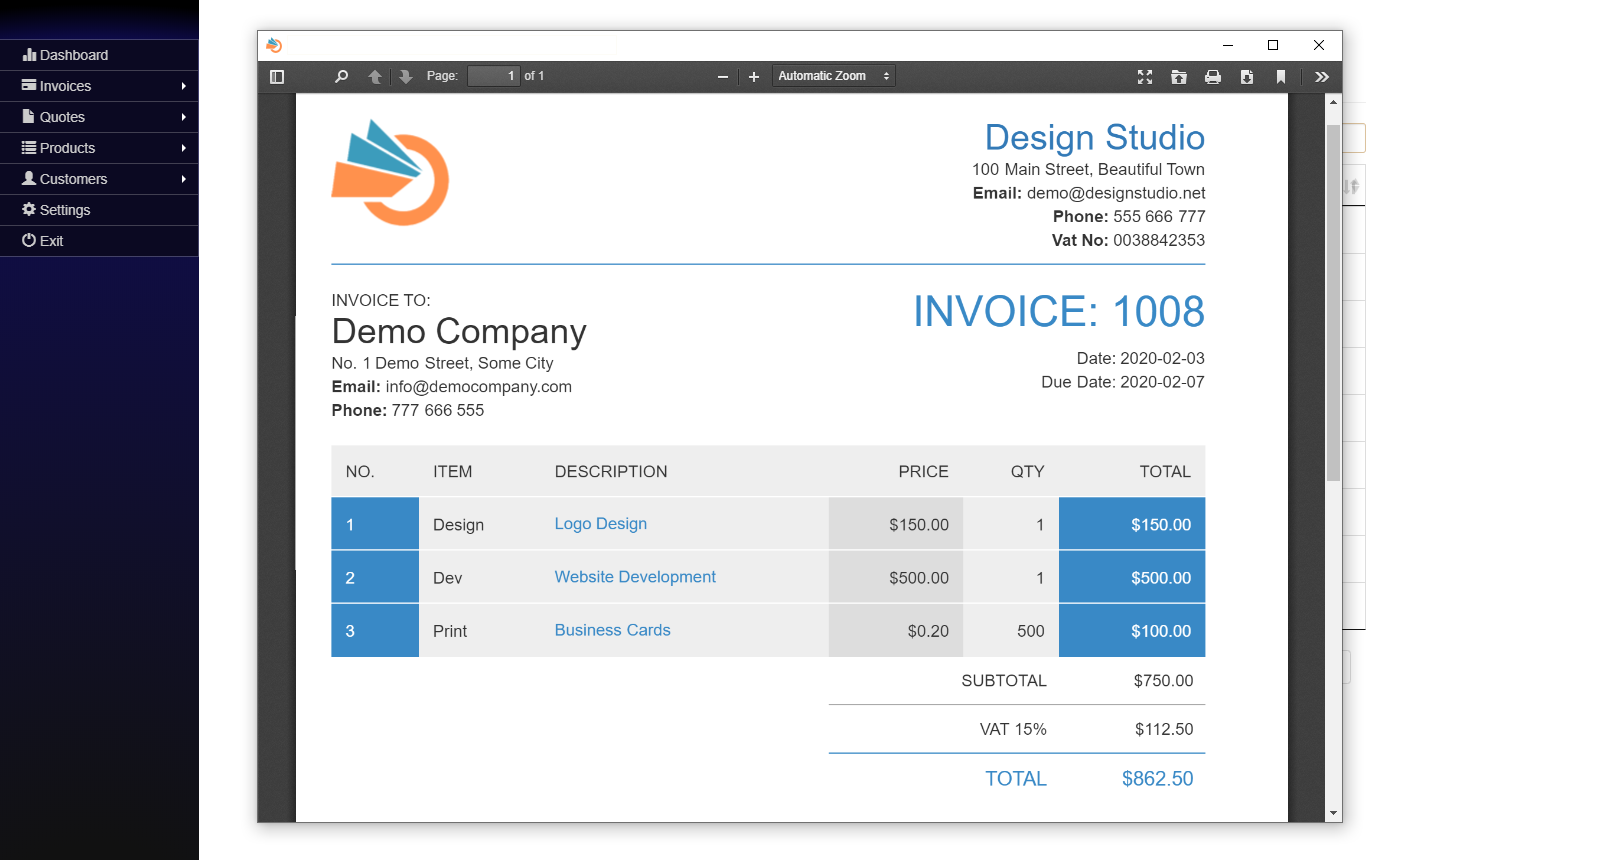 Dashboard
Invoices
Quotes
Products
Customers
Settings
Exit
Page: 1 of 1
Automatic Zoom
Design Studio
100 Main Street, Beautiful Town
Email: demo@designstudio.net
Phone: 555 666 777
Vat No: 0038842353
INVOICE TO:
Demo Company
No. 1 Demo Street, Some City
Email: info@democompany.com
Phone: 777 666 555
INVOICE: 1008
Date: 2020-02-03
Due Date: 2020-02-07
NO. ITEM DESCRIPTION PRICE QTY TOTAL
1 Design Logo Design $150.00 1 $150.00
2 Dev Website Development $500.00 1 $500.00
3 Print Business Cards $0.20 500 $100.00
SUBTOTAL $750.00
VAT 15% $112.50
TOTAL $862.50